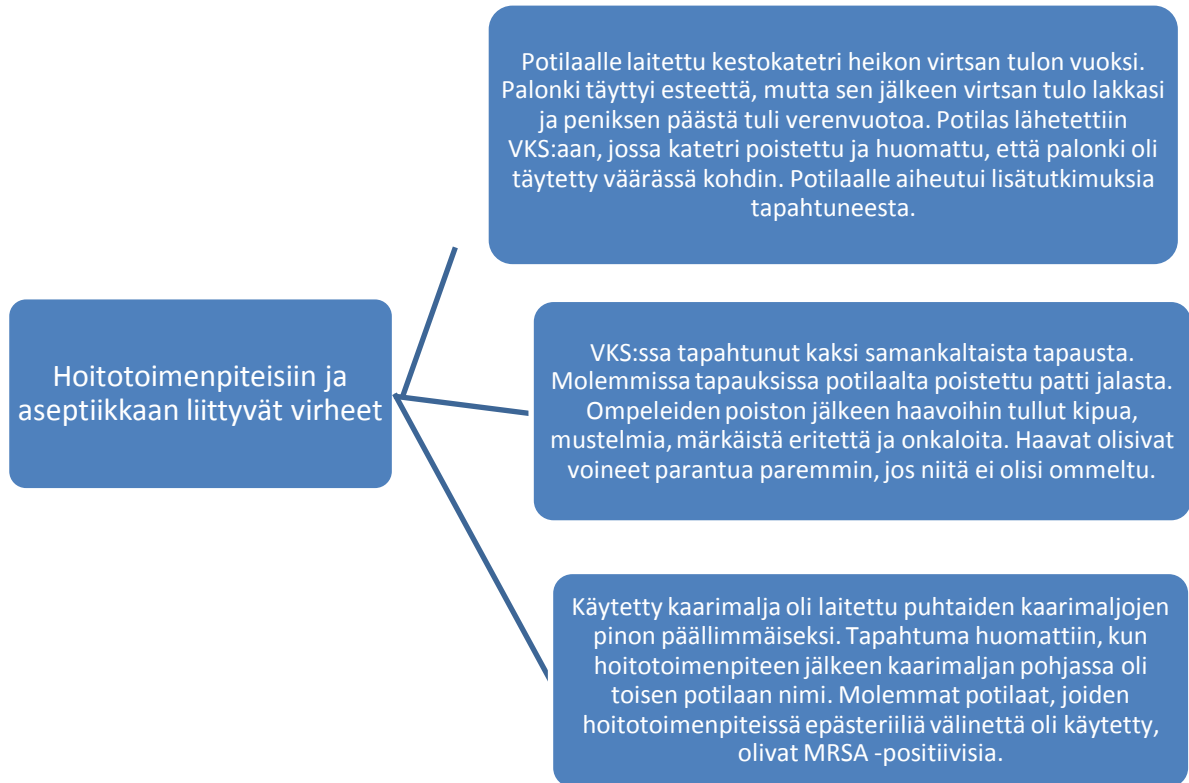 Potilaalle laitettu kestokatetri heikon virtsan tulon vuoksi.
Palonki täyttyi esteettä, mutta sen jälkeen virtsan tulo lakkasi
ja peniksen päästä tuli verenvuotoa. Potilas lähetettiin
VKS:aan, jossa katetri poistettu ja huomattu, että palonki oli
täytetty väärässä kohdin. Potilaalle aiheutui lisätutkimuksia
tapahtuneesta.
Hoitotoimenpiteisiin ja
aseptiikkaan liittyvät virheet
VKS:ssa tapahtunut kaksi samankaltaista tapausta.
Molemmissa tapauksissa potilaalta poistettu patti jalasta.
Ompeleiden poiston jälkeen haavoihin tullut kipua,
mustelmia, märkäistä eritettä ja onkaloita. Haavat olisivat
voineet parantua paremmin, jos niitä ei olisi ommeltu.
Käytetty kaarimalja oli laitettu puhtaiden kaarimaljojen
pinon päällimmäiseksi. Tapahtuma huomattiin, kun
hoitotoimenpiteen jälkeen kaarimaljan pohjassa oli
toisen potilaan nimi. Molemmat potilaat, joiden
hoitotoimenpiteissä epästeriiliä välinettä oli käytetty,
olivat MRSA -positiivisia.